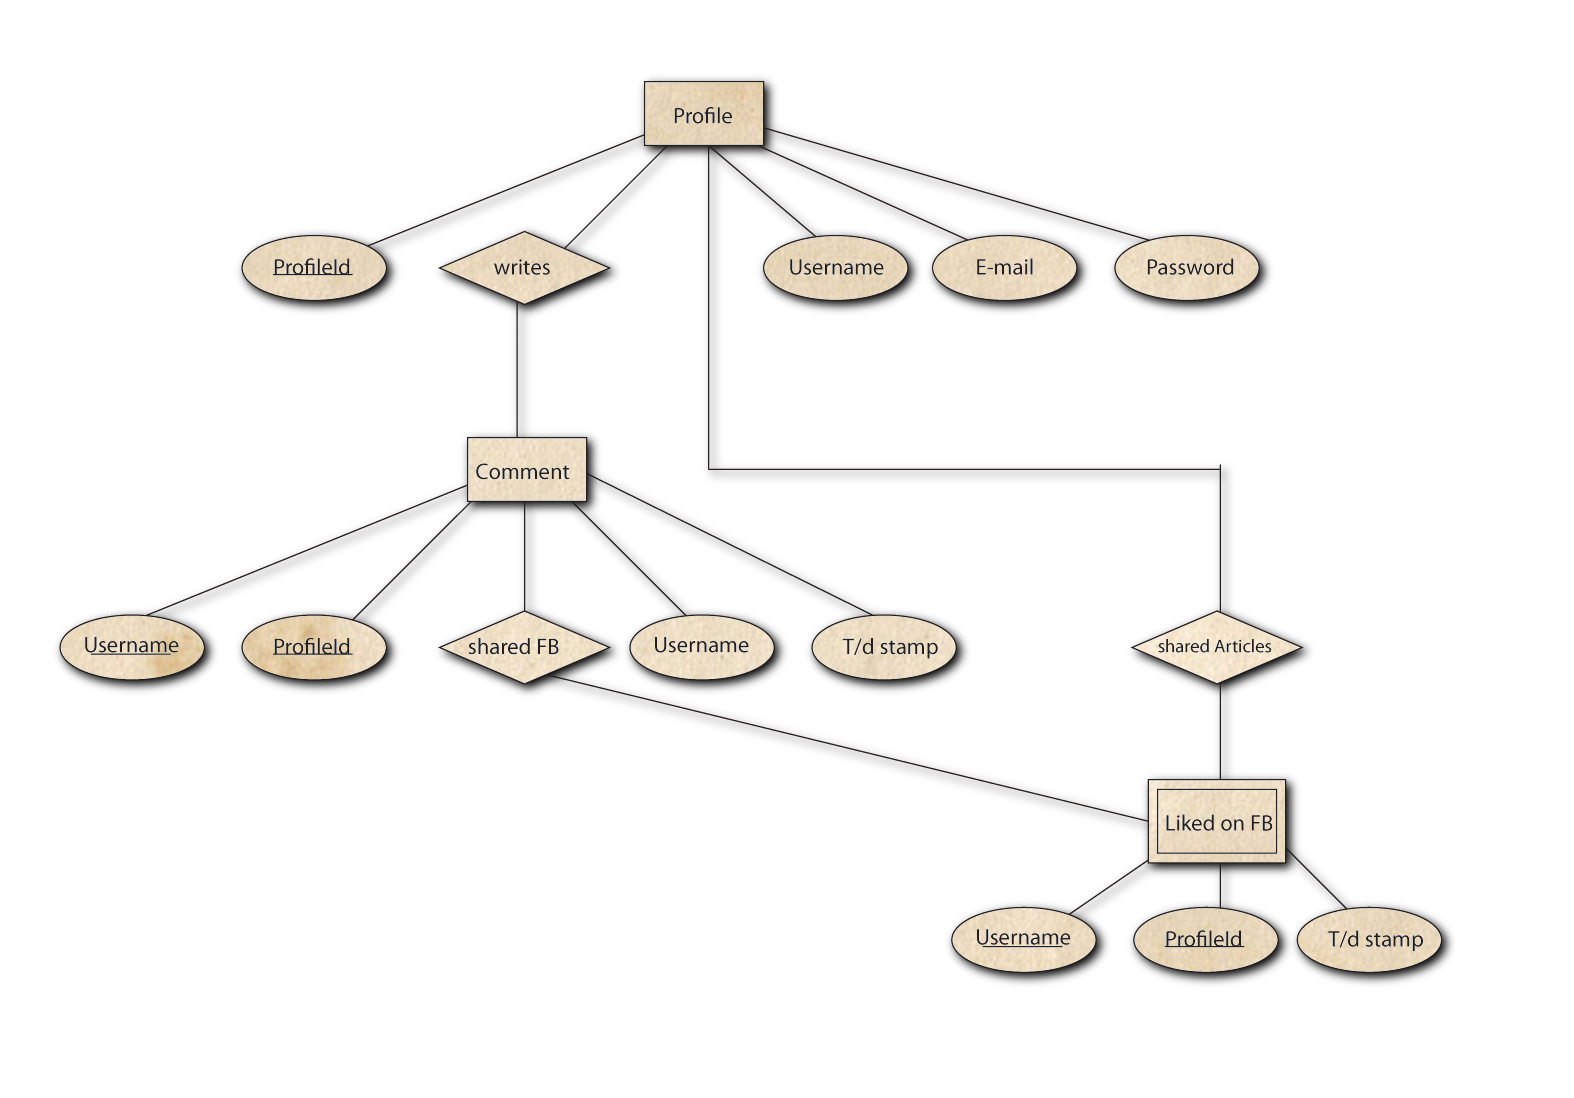 Profile
ProfileId
writes
Username
E-mail
Password
Comment
Username
ProfileId
shared FB
Username
T/d stamp
shared Articles
Liked on FB
Username
ProfileId
T/d stamp